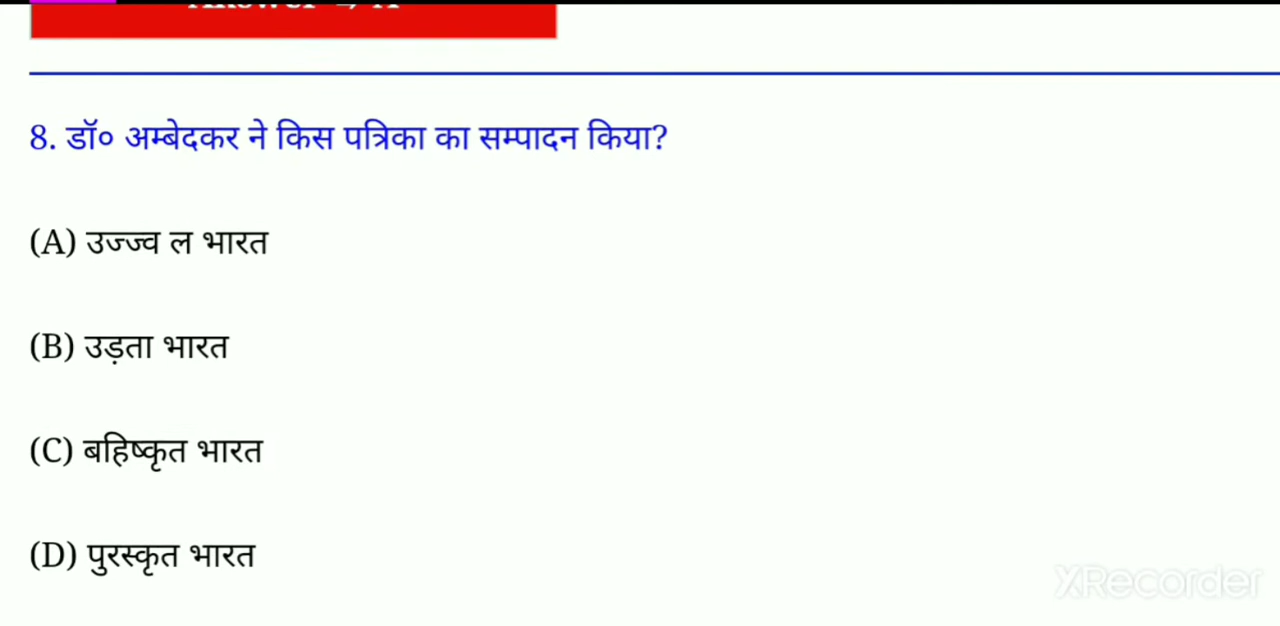 8. डॉ० अम्बेदकर ने किस पत्रिका का सम्पादन किया?
(A) उज्ज्व ल भारत
(B) उड़ता भारत
(C) बहिष्कृत भारत
(D) पुरस्कृत भारत
XRecorder